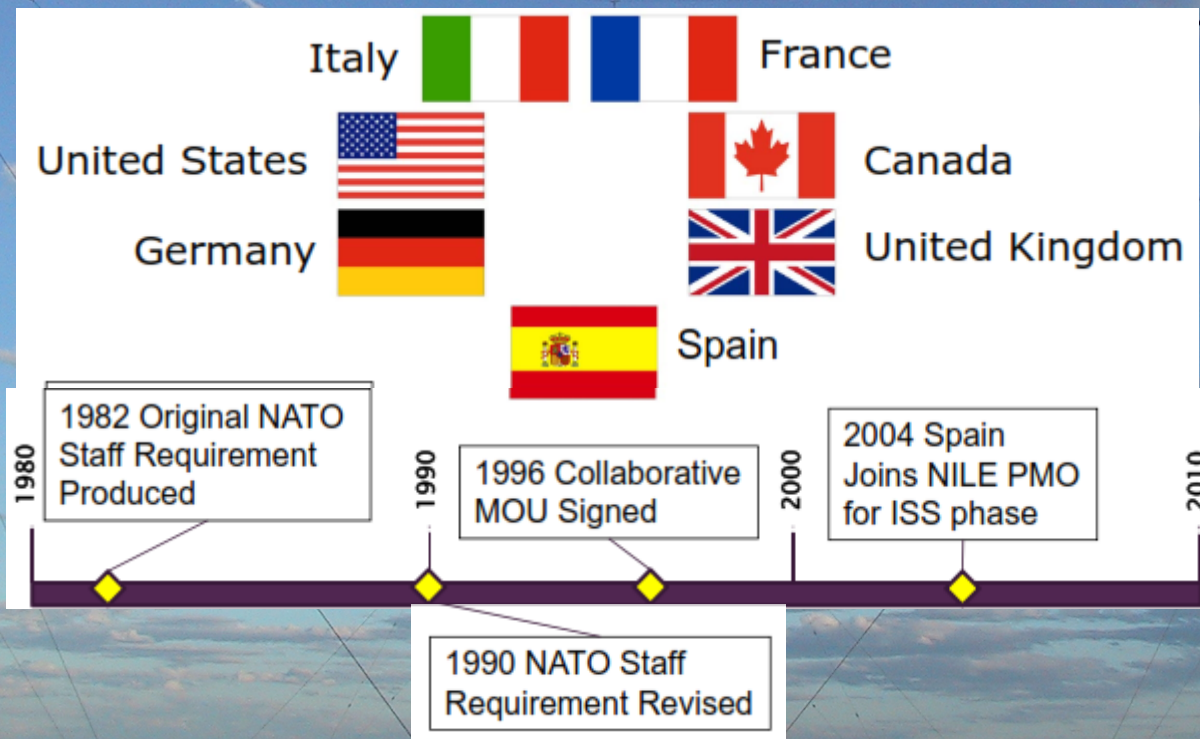 Italy
France
United States
Canada
Germany
United Kingdom
Spain
1982 Original NATO
Staff Requirement
Produced
1996 Collaborative
MOU Signed
2004 Spain
Joins NILE PMO
for ISS phase
1980
1990
2000
2010
1990 NATO Staff
Requirement Revised